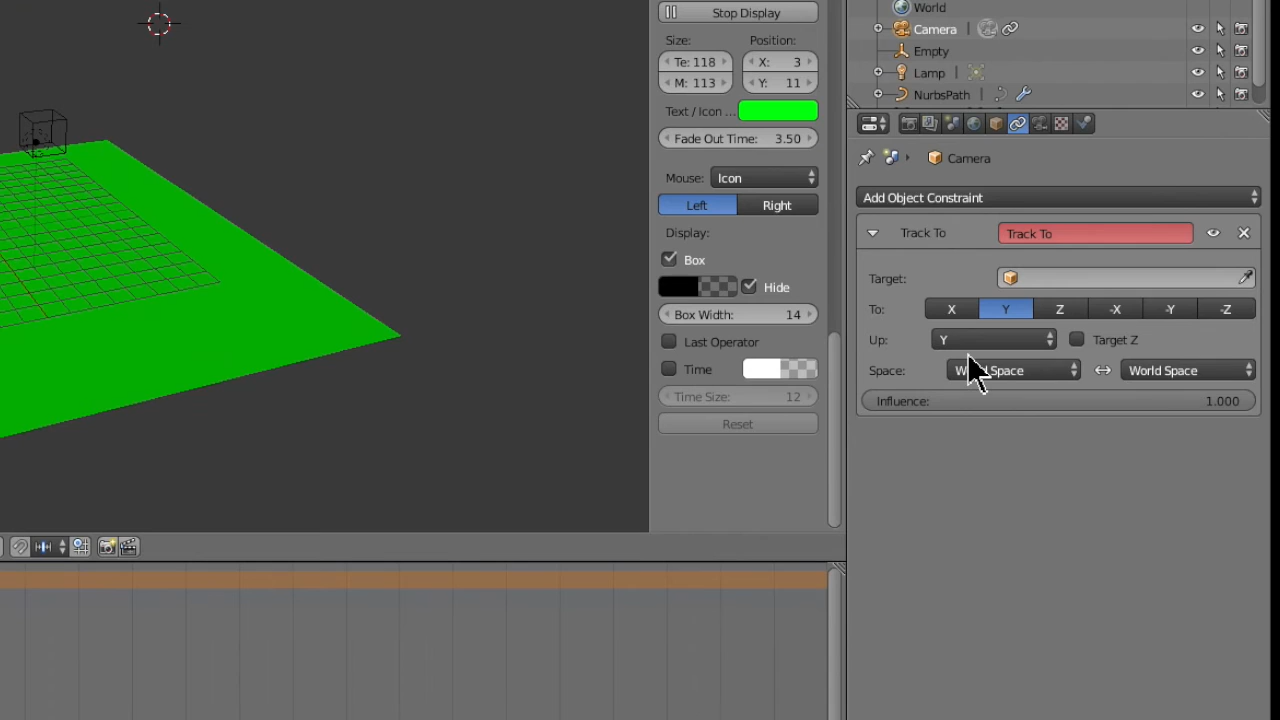 Stop Display
Size:
Position:
Te: 118
X: 3
M: 113
Y: 11
Text / Icon ...
Fade Out Time: 3.50
Mouse:
Icon
Left
Right
Display:
Box
Hide
Box Width: 14
Last Operator
Time
Time Size: 12
Reset
World
Camera
Empty
Lamp
NurbsPath
Camera
Add Object Constraint
Track To
Track To
Target:
To:
X
Y
Z
-X
-Y
-Z
Up:
Y
Target Z
Space:
World Space
World Space
Influence: 1.000